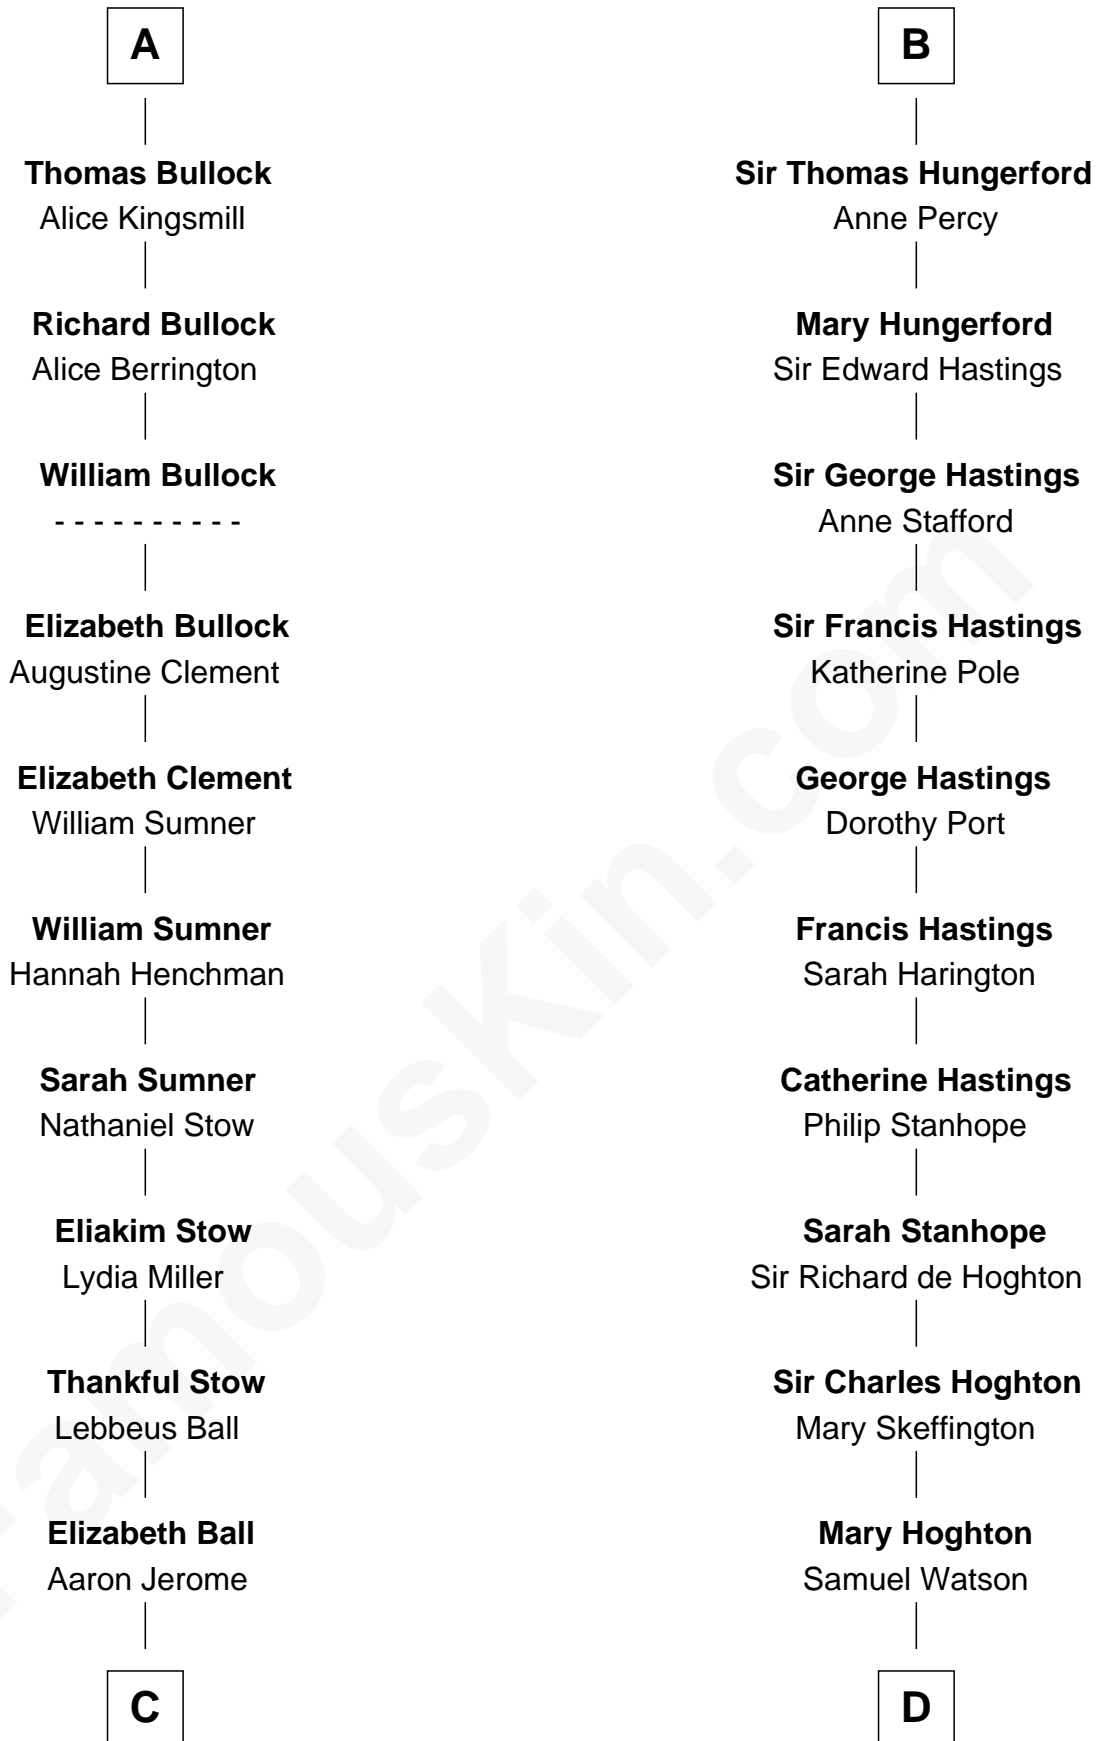 A
Thomas Bullock
Alice Kingsmill
Richard Bullock
Alice Berrington
William Bullock
- - - - - - - - - -
Elizabeth Bullock
Augustine Clement
Elizabeth Clement
William Sumner
William Sumner
Hannah Henchman
Sarah Sumner
Nathaniel Stow
Eliakim Stow
Lydia Miller
Thankful Stow
Lebbeus Ball
Elizabeth Ball
Aaron Jerome
C
B
Sir Thomas Hungerford
Anne Percy
Mary Hungerford
Sir Edward Hastings
Sir George Hastings
Anne Stafford
Sir Francis Hastings
Katherine Pole
George Hastings
Dorothy Port
Francis Hastings
Sarah Harington
Catherine Hastings
Philip Stanhope
Sarah Stanhope
Sir Richard de Hoghton
Sir Charles Hoghton
Mary Skeffington
Mary Hoghton
Samuel Watson
D
FamousKin.com